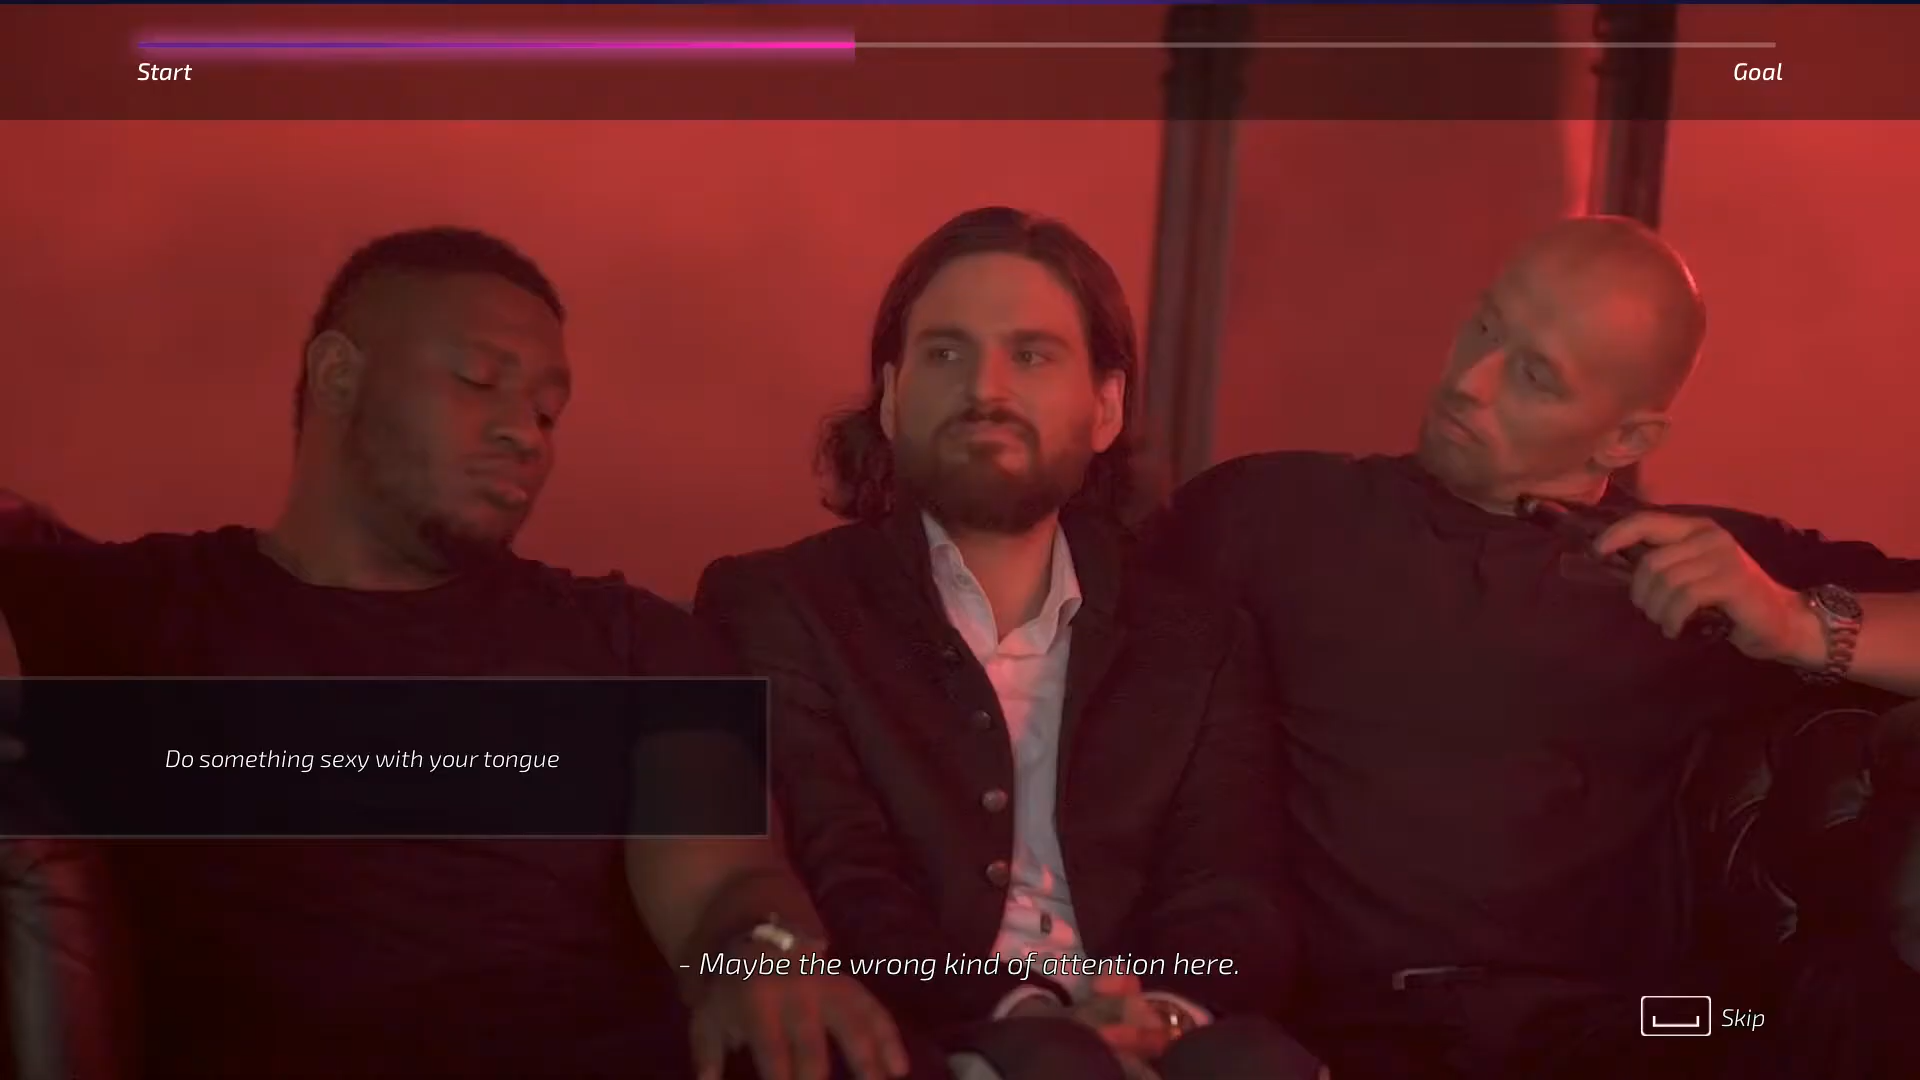 Start
Goal
Do something sexy with your tongue
- Maybe the wrong kind of attention here.
Skip